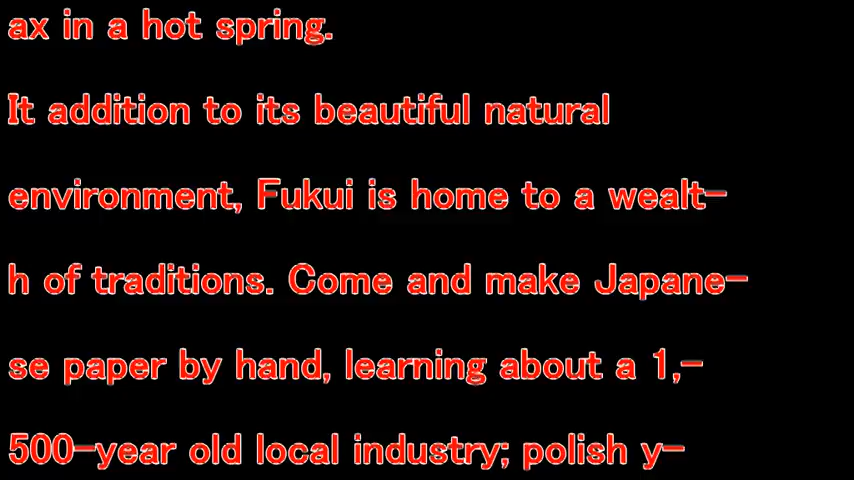 ax in a hot spring.
It addition to its beautiful natural
environment, Fukui is home to a wealt-
h of traditions. Come and make Japane-
se paper by hand, learning about a 1,-
500-year old local industry; polish y-